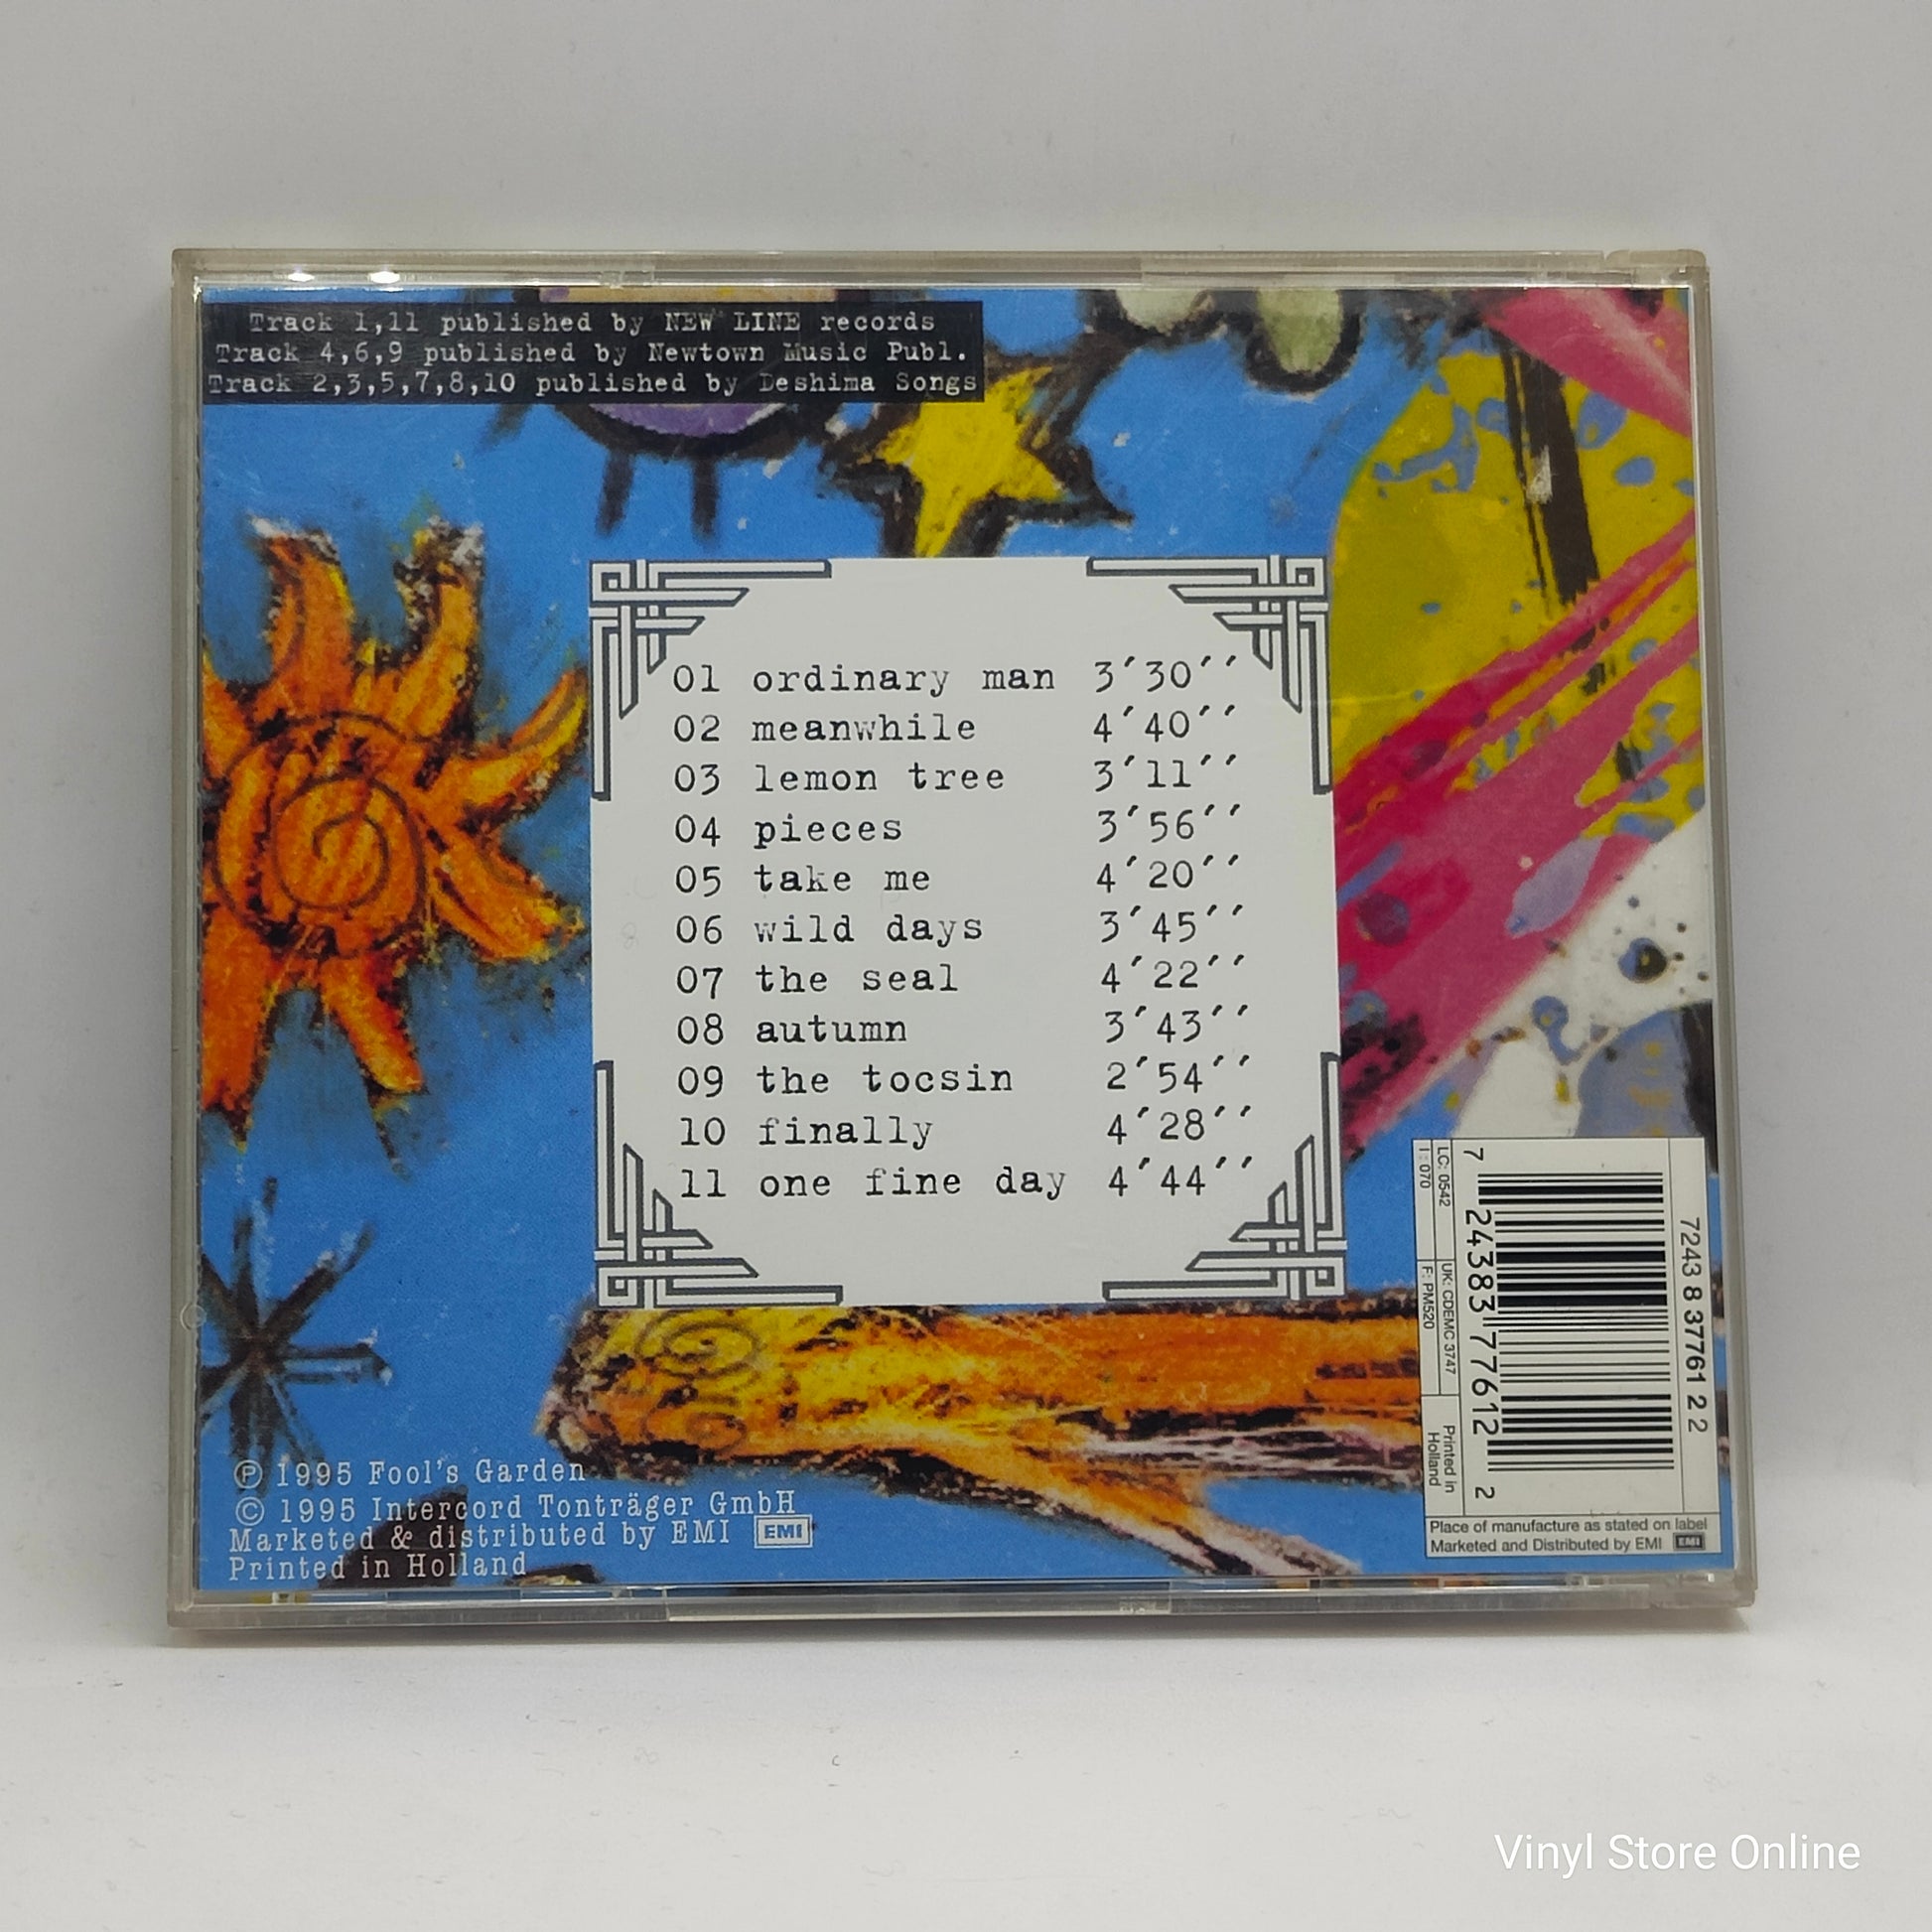 Track 1,11 published by NEW LINE records
Track 4,6,9 published by Newtown Music Publ.
Track 2,3,5,7,8,10 published by Deshima Songs
01 ordinary man 3′30′′
02 meanwhile 4′40′′
03 lemon tree 3′11′′
04 pieces 3′56′′
05 take me 4′20′′
06 wild days 3′45′′
07 the seal 4′22′′
08 autumn 3′43′′
09 the tocsin 2′54′′
10 finally 4′28′′
11 one fine day 4′44′′
℗ 1995 Fool's Garden
© 1995 Intercord Tonträger GmbH
Marketed & distributed by EMI EMI
Printed in Holland
7243 8 37761 2 2
7 24383 77612 2
LC: 0542
UK: CDEMC 3747
Printed in
Holland
I: 070
F: PM520
Place of manufacture as stated on label
Marketed and Distributed by EMI EMI
Vinyl Store Online